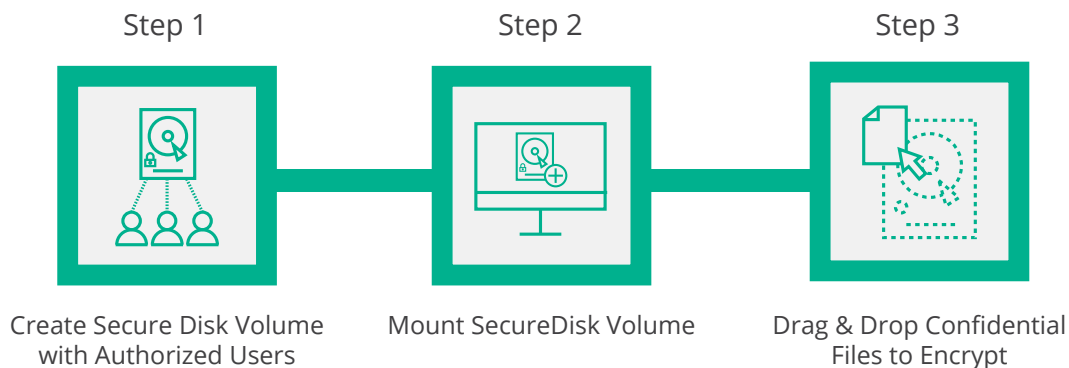 Step 1
Step 2
Step 3
Create Secure Disk Volume
with Authorized Users
Mount SecureDisk Volume
Drag & Drop Confidential
Files to Encrypt